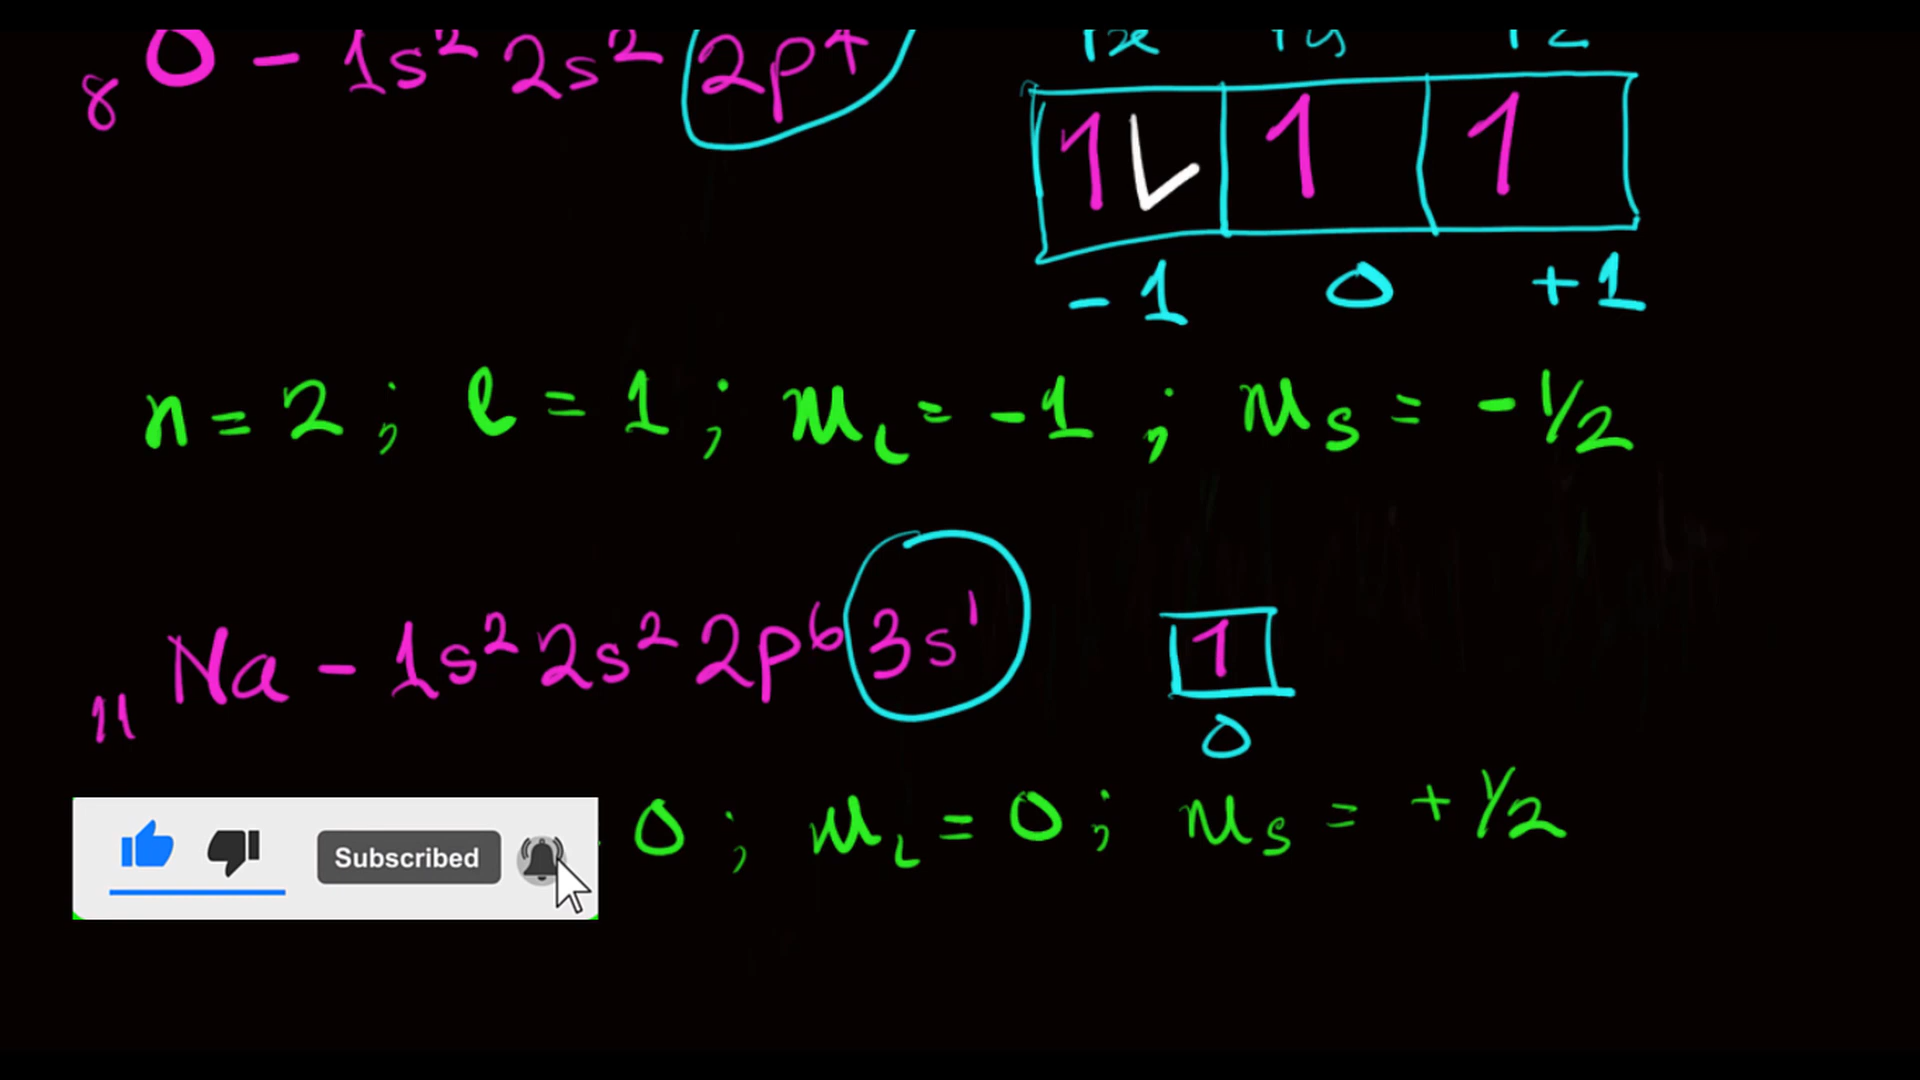 ₈O - 1s² 2s² 2p⁴
1 1 1
-1 0 +1
n = 2 ; l = 1 ; mL = -1 ; ms = -1/2
₁₁Na - 1s² 2s² 2p⁶ 3s¹
1
0
0 ; mL = 0 ; ms = + 1/2
Subscribed